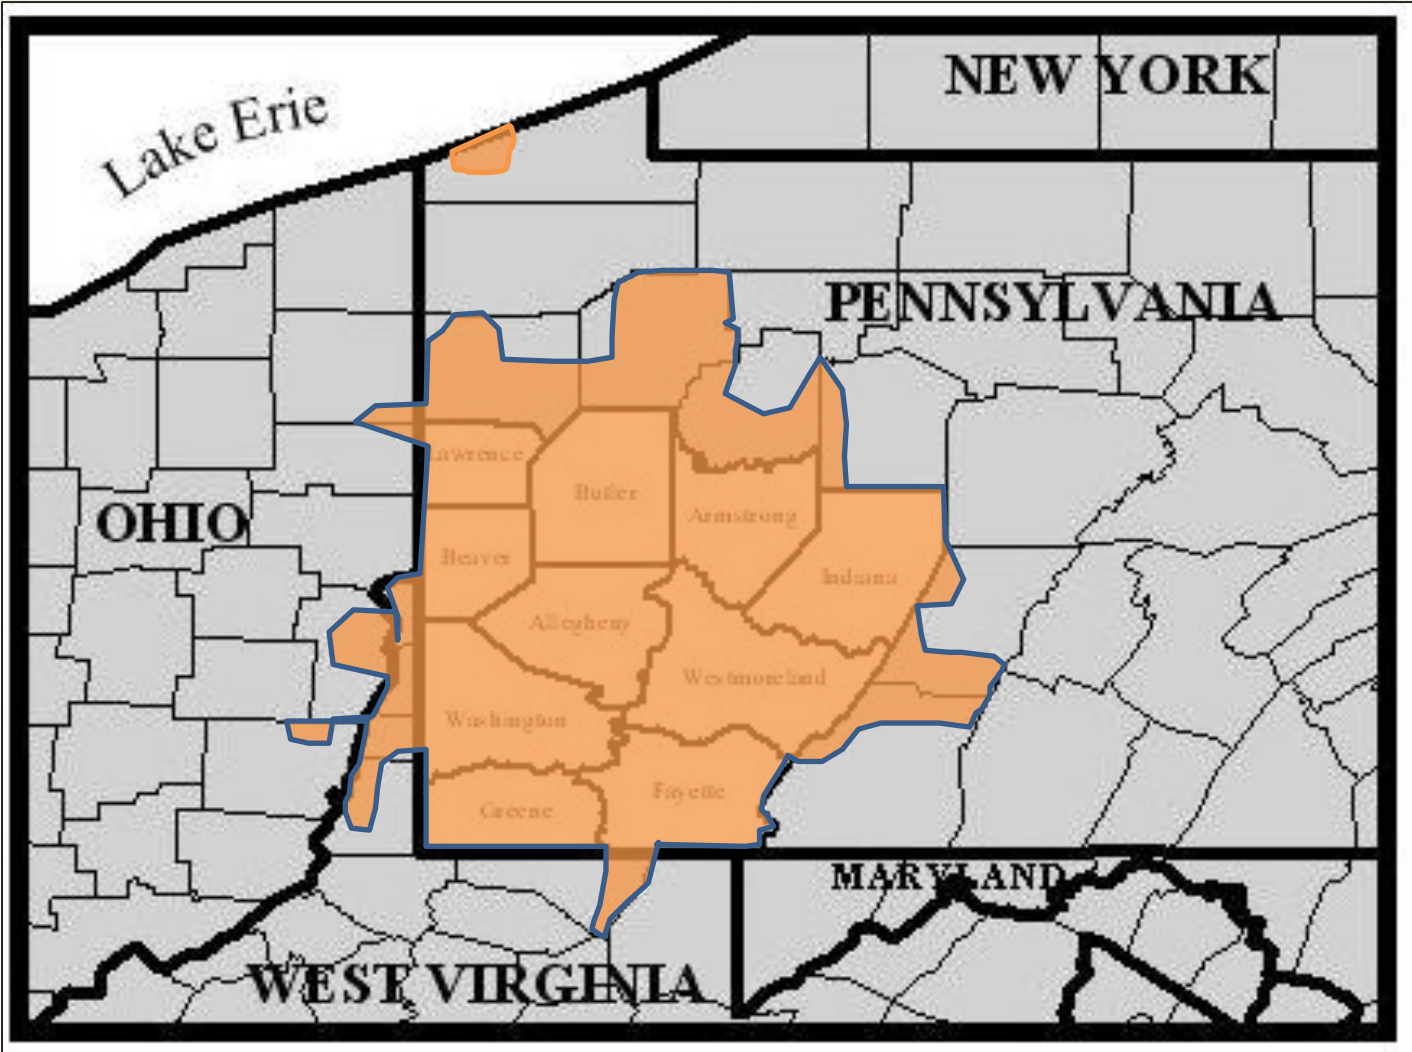 NEW YORK
Lake Erie
PENNSYLVANIA
Lawrence
Butler
OHIO
Armstrong
Beaver
Indiana
Allegheny
Westmoreland
Washington
Fayette
Greene
MARYLAND
WEST VIRGINIA